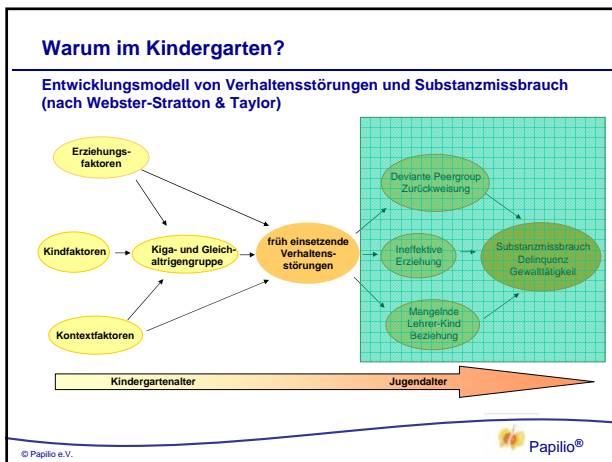 Warum im Kindergarten?
Entwicklungsmodell von Verhaltensstörungen und Substanzmissbrauch
(nach Webster-Stratton & Taylor)
Erziehungs-
faktoren
Kindfaktoren
Kontextfaktoren
Kiga- und Gleich-
altrigengruppe
früh einsetzende
Verhaltens-
störungen
Deviante Peergroup
Zurückweisung
Ineffektive
Erziehung
Mangelnde
Lehrer-Kind
Beziehung
Substanzmissbrauch
Delinquenz
Gewalttätigkeit
Kindergartenalter
Jugendalter
© Papilio e.V.
Papilio®